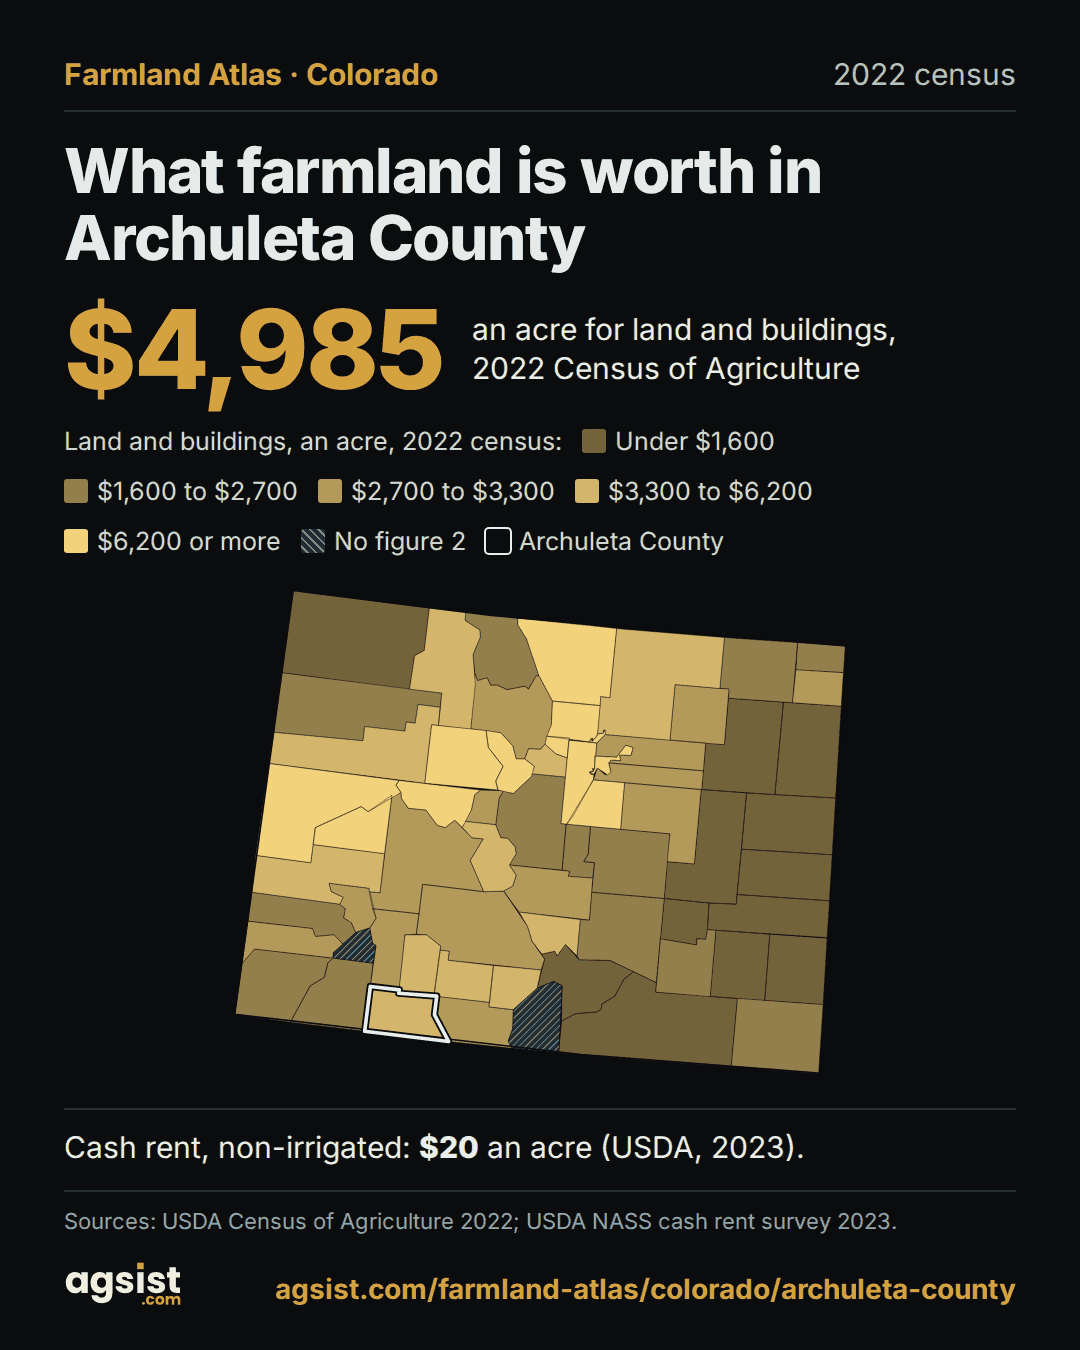 Farmland Atlas · Colorado
2022 census
What farmland is worth in
Archuleta County
$4,985
an acre for land and buildings,
2022 Census of Agriculture
Land and buildings, an acre, 2022 census: Under $1,600
$1,600 to $2,700 $2,700 to $3,300 $3,300 to $6,200
$6,200 or more No figure 2 Archuleta County
Cash rent, non-irrigated: $20 an acre (USDA, 2023).
Sources: USDA Census of Agriculture 2022; USDA NASS cash rent survey 2023.
agsist
.com
agsist.com/farmland-atlas/colorado/archuleta-county